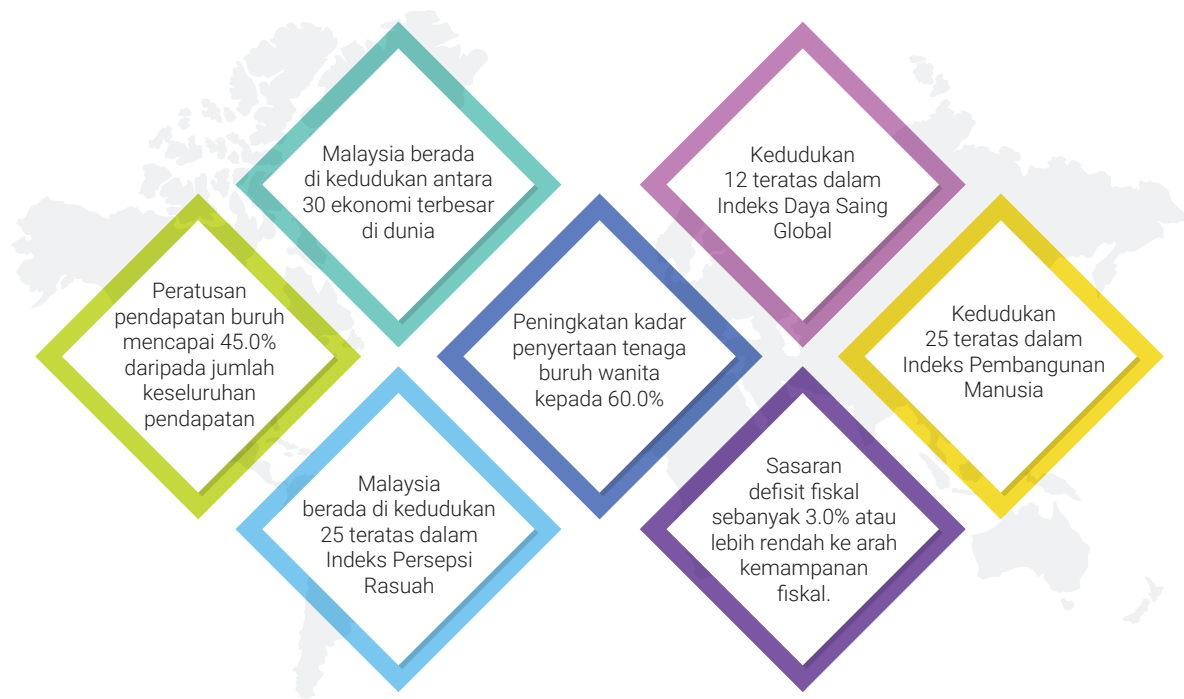 Malaysia berada
di kedudukan antara
30 ekonomi terbesar
di dunia
Kedudukan
12 teratas dalam
Indeks Daya Saing
Global
Peratusan
pendapatan buruh
mencapai 45.0%
daripada jumlah
keseluruhan
pendapatan
Peningkatan kadar
penyertaan tenaga
buruh wanita
kepada 60.0%
Kedudukan
25 teratas dalam
Indeks Pembangunan
Manusia
Malaysia
berada di kedudukan
25 teratas dalam
Indeks Persepsi
Rasuah
Sasaran
defisit fiskal
sebanyak 3.0% atau
lebih rendah ke arah
kemampanan
fiskal.